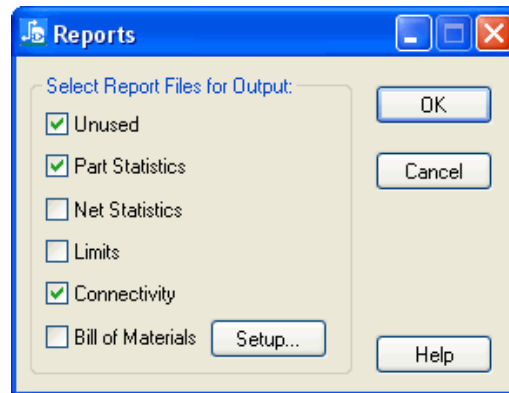 Reports
Select Report Files for Output:
Unused
Part Statistics
Net Statistics
Limits
Connectivity
Bill of Materials
Setup...
OK
Cancel
Help